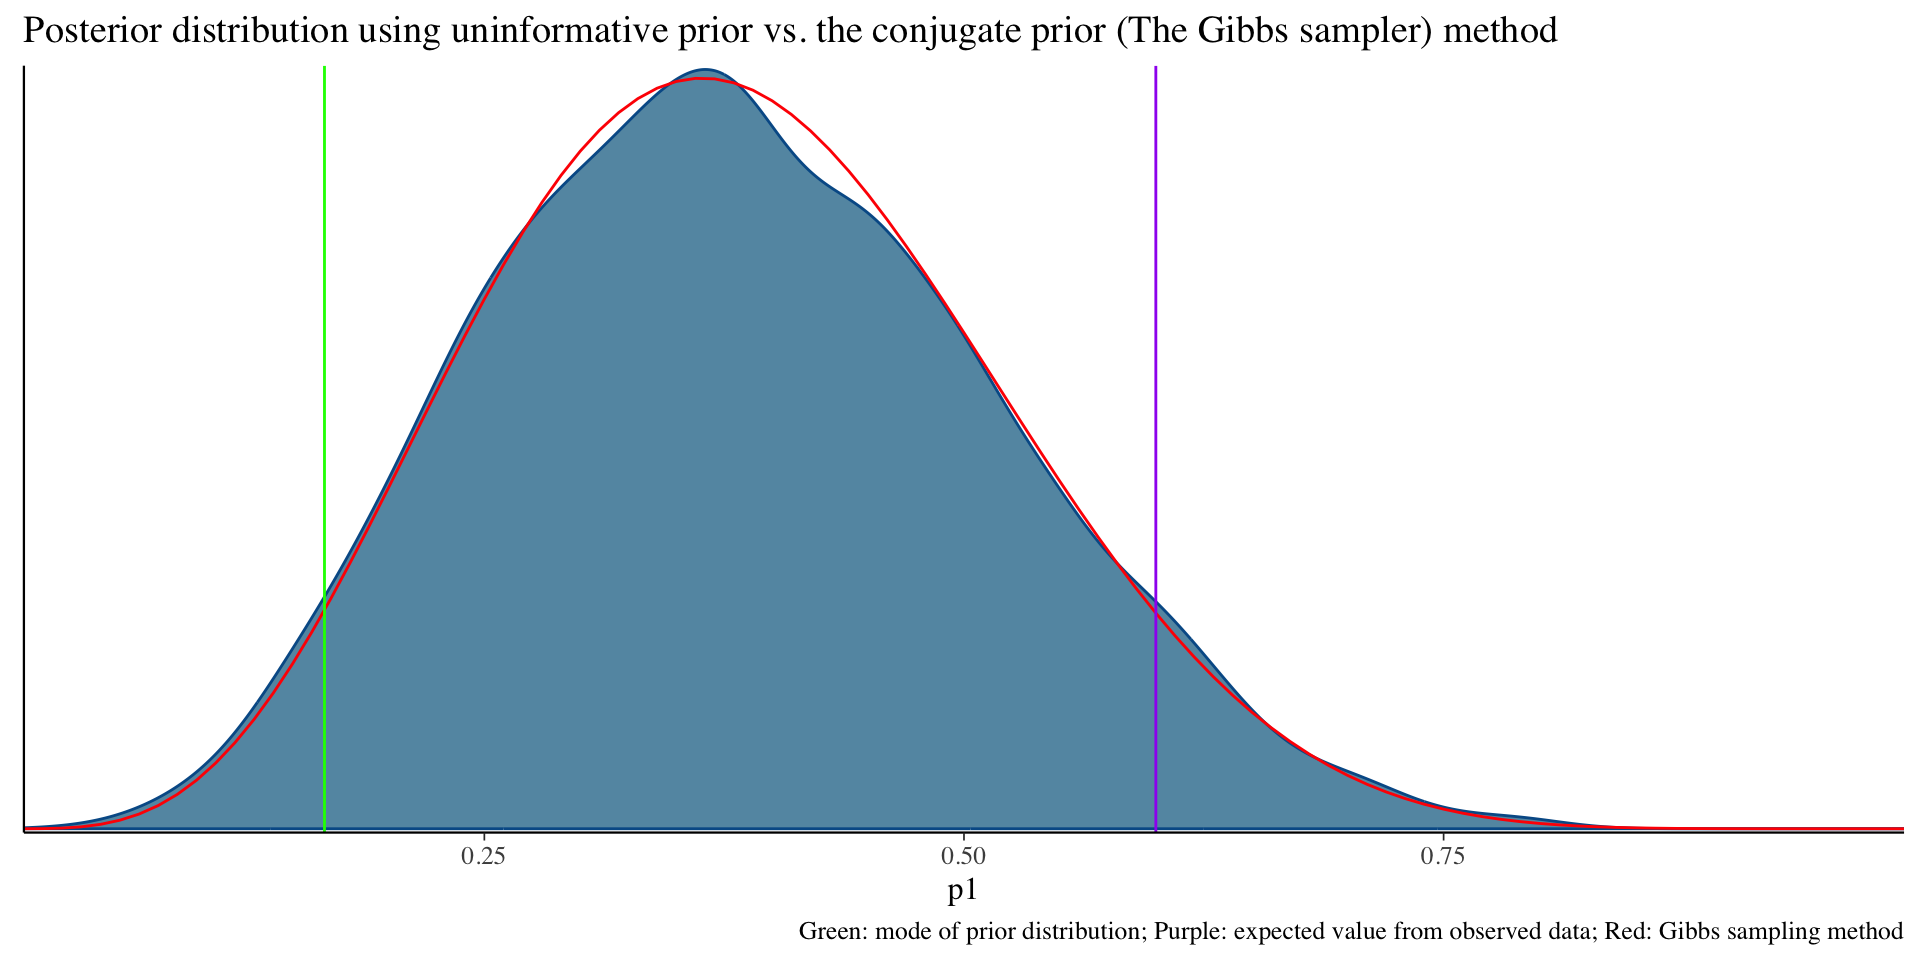 Posterior distribution using uninformative prior vs. the conjugate prior (The Gibbs sampler) method
0.25 0.50 0.75
p1
Green: mode of prior distribution; Purple: expected value from observed data; Red: Gibbs sampling method